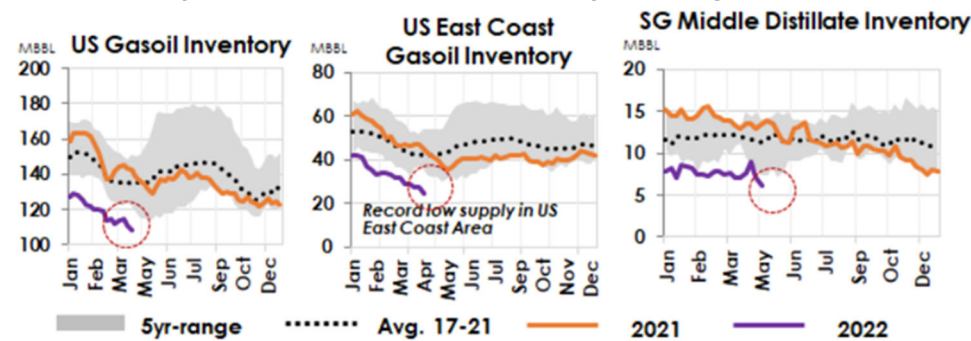 MBBL US Gasoil Inventory
200
180
160
140
120
100
Jan Feb Mar May Jun Jul Sep Oct Dec
MBBL US East Coast
Gasoil Inventory
80
60
40
20
0
Record low supply in US
East Coast Area
Jan Feb Mar Apr May Jun Jul Aug Sep Oct Nov Dec
SG Middle Distillate Inventory
MBBL
20
15
10
5
0
Jan Feb Mar May Jun Jul Sep Oct Dec
5yr-range Avg. 17-21 2021 2022